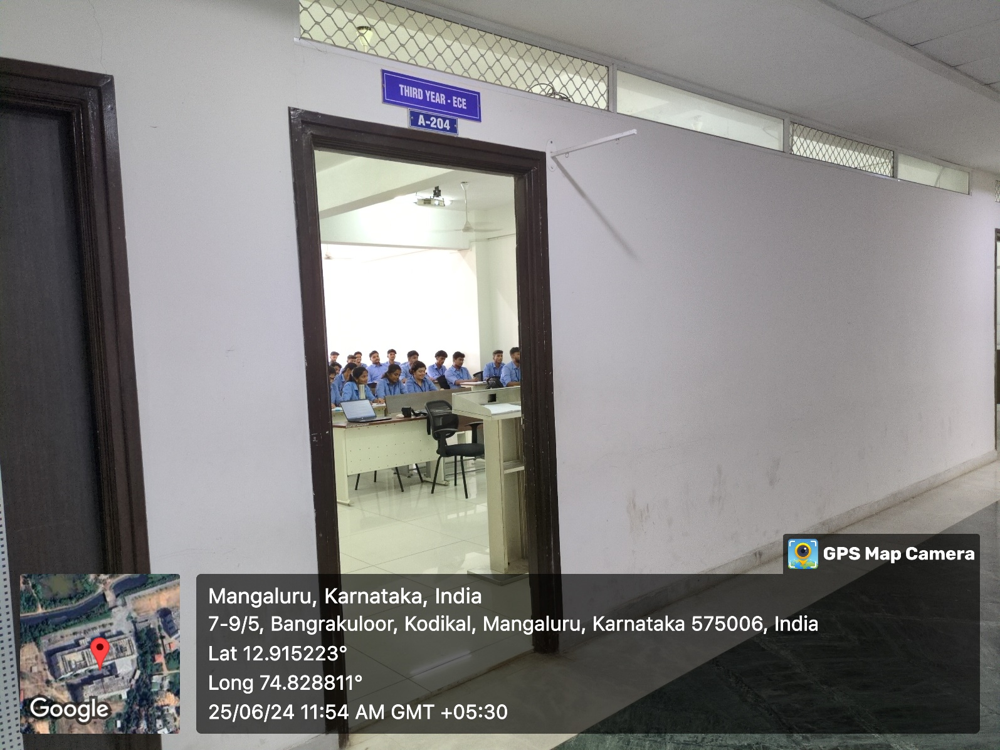 THIRD YEAR - ECE
A-204
GPS Map Camera
Mangaluru, Karnataka, India
7-9/5, Bangrakuloor, Kodikal, Mangaluru, Karnataka 575006, India
Lat 12.915223°
Long 74.828811°
25/06/24 11:54 AM GMT +05:30
Google